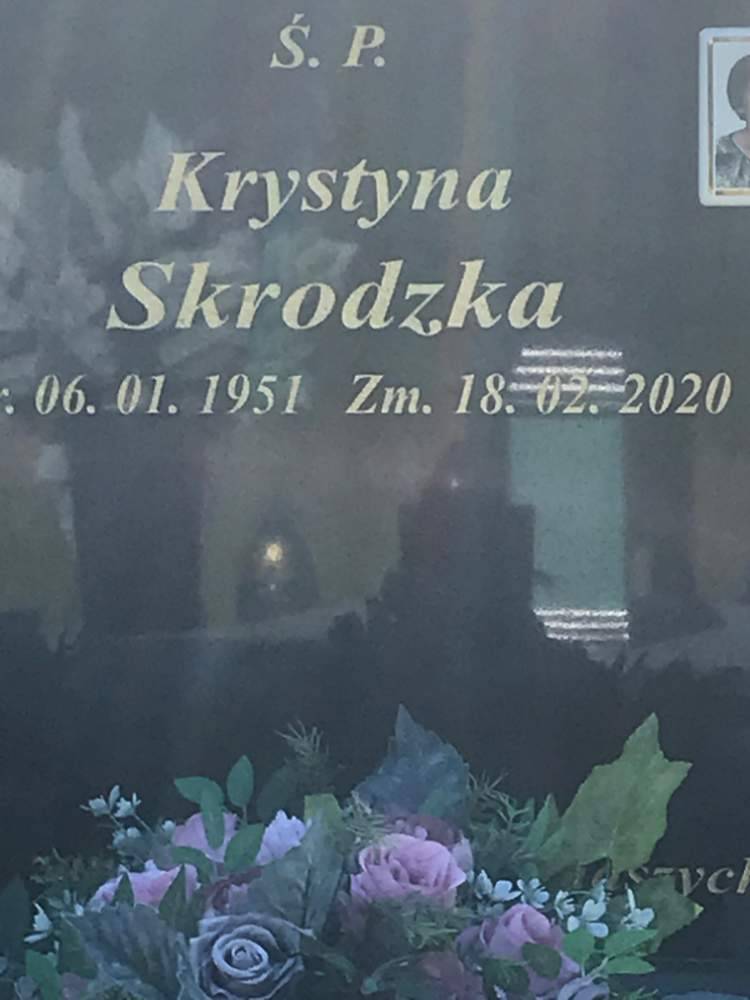 Ś. P.
Krystyna
Skrodzka
r. 06. 01. 1951 Zm. 18. 02. 2020